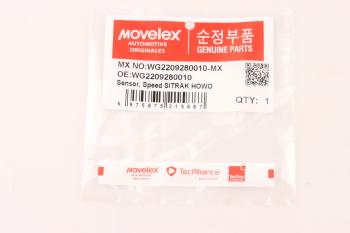 movelex
AUTOMOTIVE
ORIGINALES
순정부품
GENUINE PARTS
MX NO:WG2209280010-MX
OE:WG2209280010
Sensor, Speed SITRAK HOWO
QTY: 1
movelex
TecAlliance